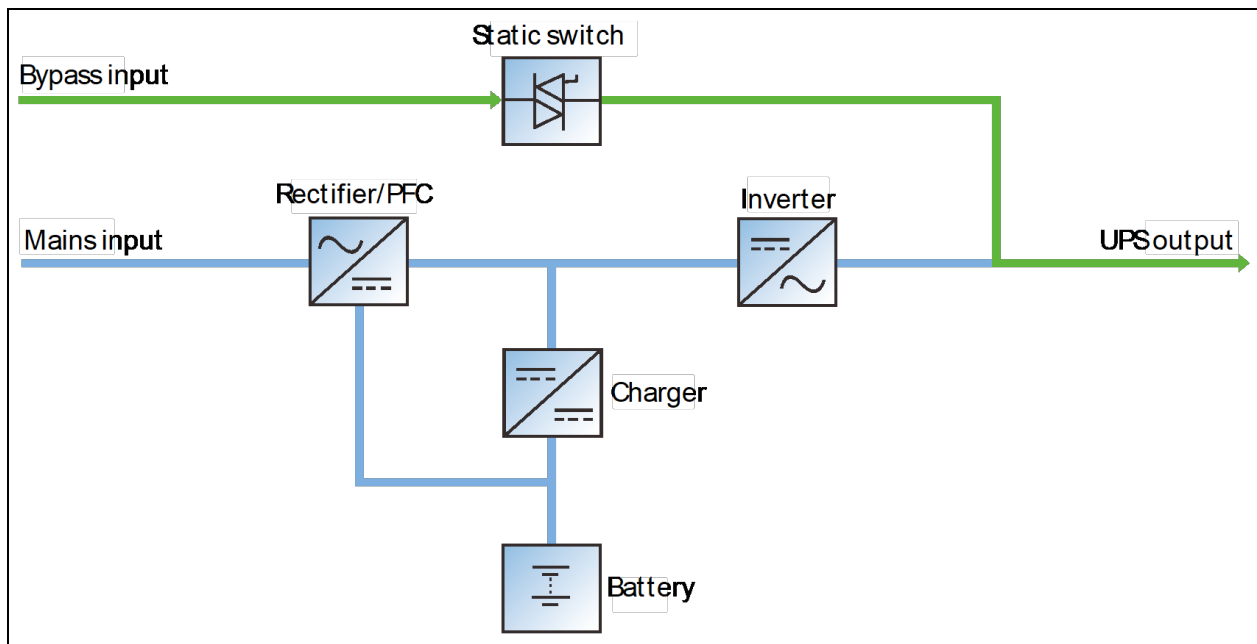 Static switch
Bypass input
Rectifier/PFC
Inverter
Mains input
UPS output
Charger
Battery